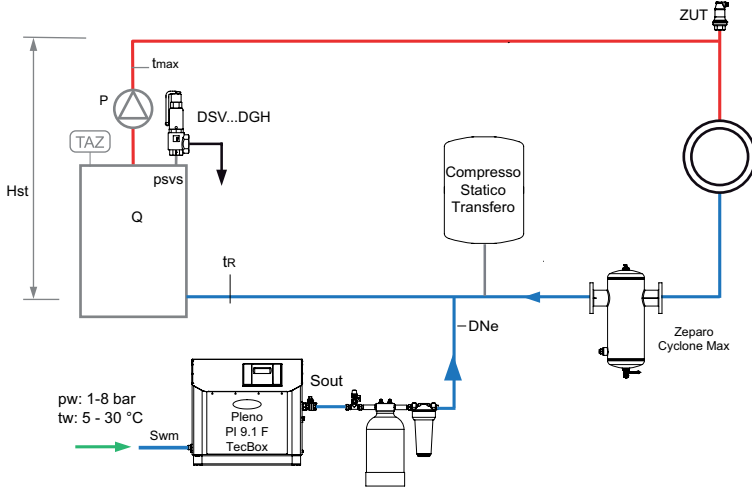 ZUT
tmax
P
DSV...DGH
TAZ
psvs
Hst
Q
Compresso
Statico
Transfero
tR
DNe
Zeparo
Cyclone Max
Sout
pw: 1-8 bar
tw: 5 - 30 °C
Swm
Pleno
PI 9.1 F
TecBox